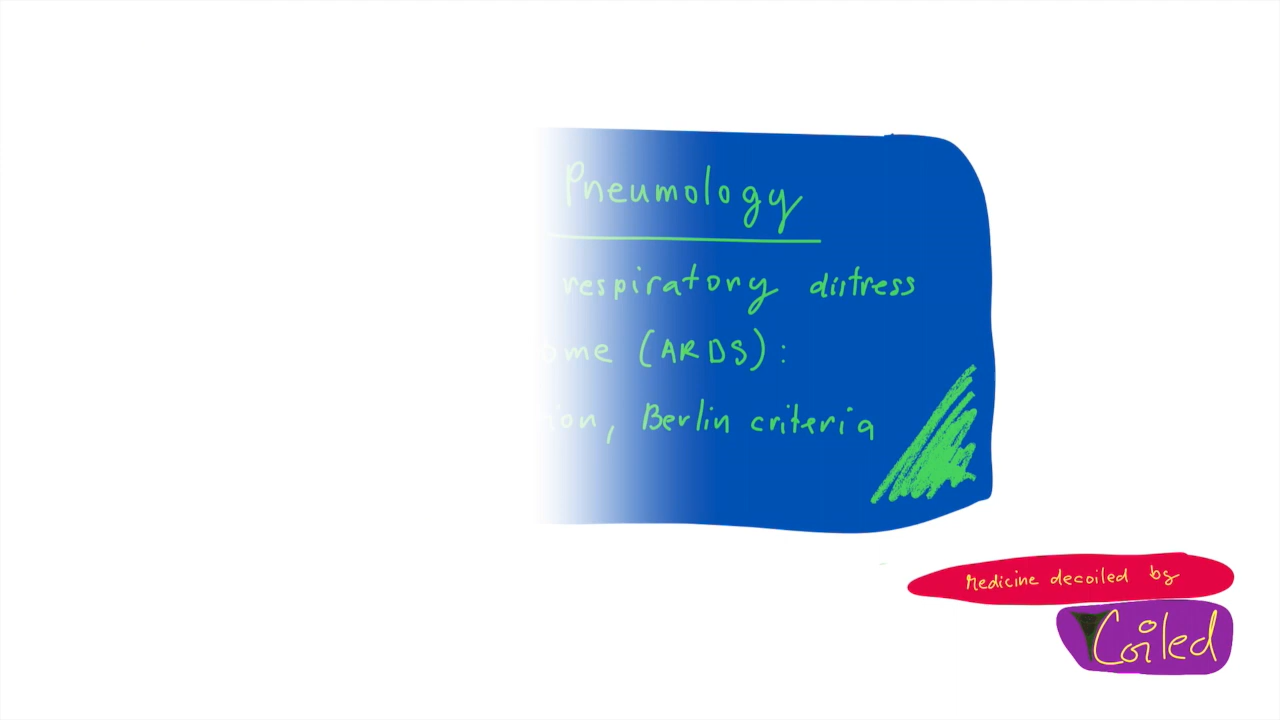 Pneumology
respiratory distress
ome (ARDS):
ion, Berlin criteria
Medicine decoiled by
Coiled